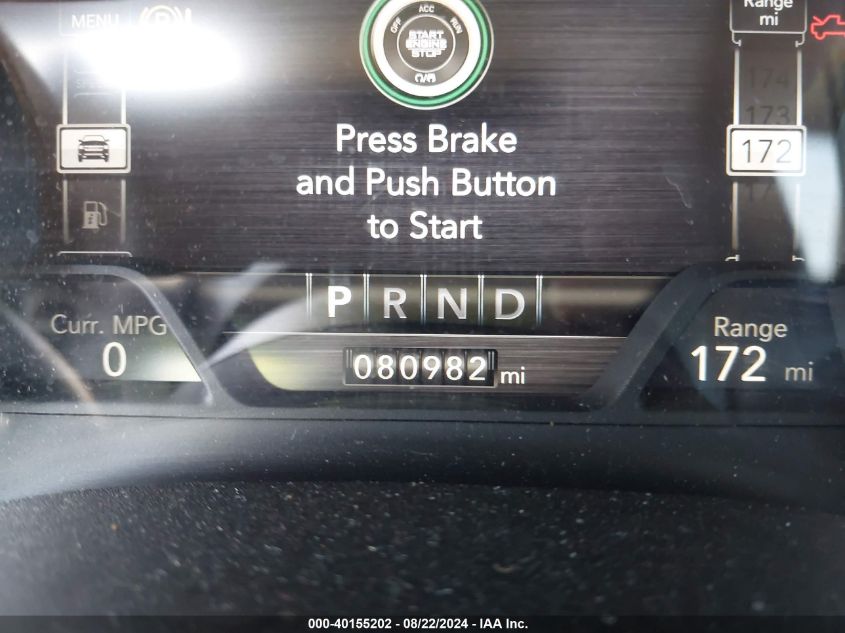 MENU
OFF
ACC
RUN
START
ENGINE
STOP
Range
mi
174
173
172
Press Brake
and Push Button
to Start
P R N D
Curr. MPG
0
080982 mi
Range
172 mi
000-40155202 - 08/22/2024 - IAA Inc.